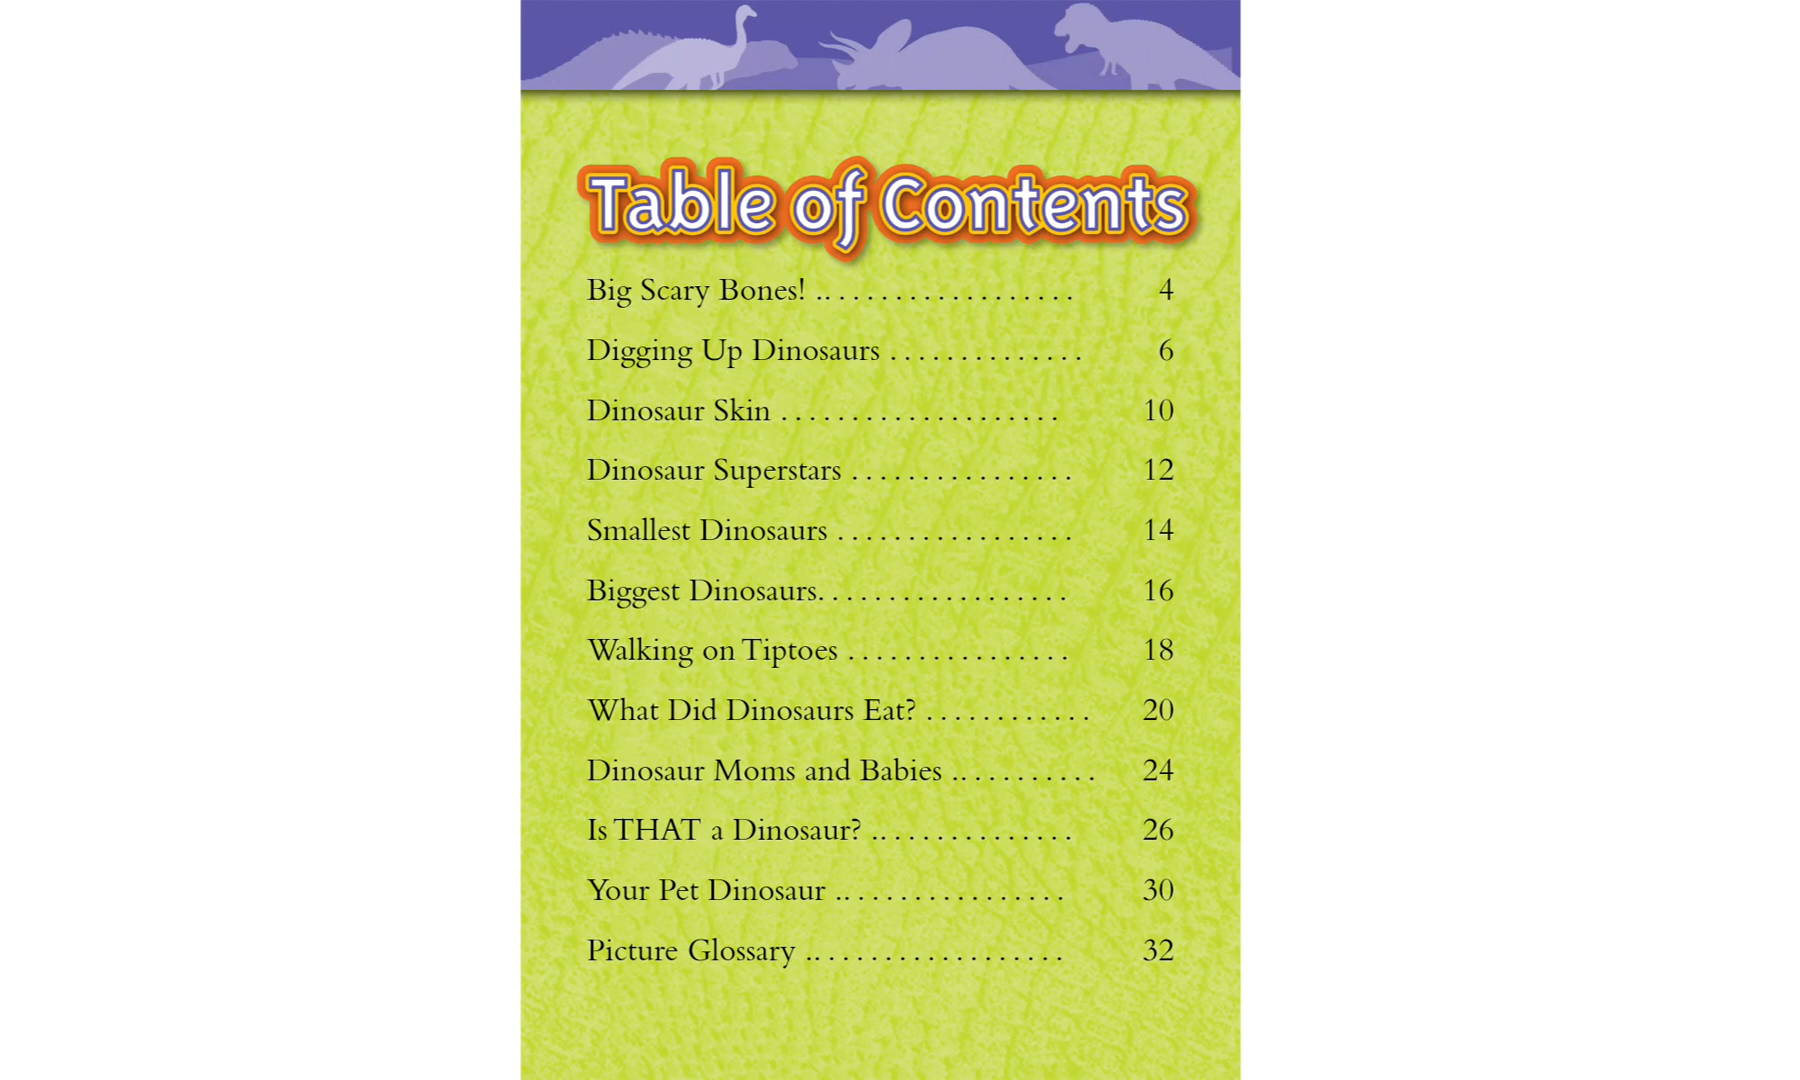 Table of Contents
Big Scary Bones! .. . . . . . . . . . . . . . . . . . 4
Digging Up Dinosaurs . . . . . . . . . . . . . . 6
Dinosaur Skin . . . . . . . . . . . . . . . . . . . . 10
Dinosaur Superstars . . . . . . . . . . . . . . . . 12
Smallest Dinosaurs . . . . . . . . . . . . . . . . . 14
Biggest Dinosaurs. . . . . . . . . . . . . . . . . . 16
Walking on Tiptoes . . . . . . . . . . . . . . . . 18
What Did Dinosaurs Eat? . . . . . . . . . . . . 20
Dinosaur Moms and Babies .. . . . . . . . . . 24
Is THAT a Dinosaur? .. . . . . . . . . . . . . . 26
Your Pet Dinosaur .. . . . . . . . . . . . . . . . 30
Picture Glossary .. . . . . . . . . . . . . . . . . . 32